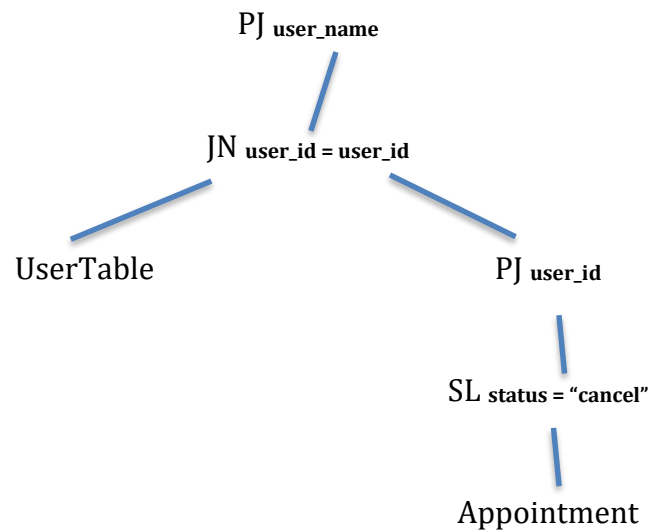 PJ user_name
JN user_id = user_id
UserTable
PJ user_id
SL status = “cancel”
Appointment